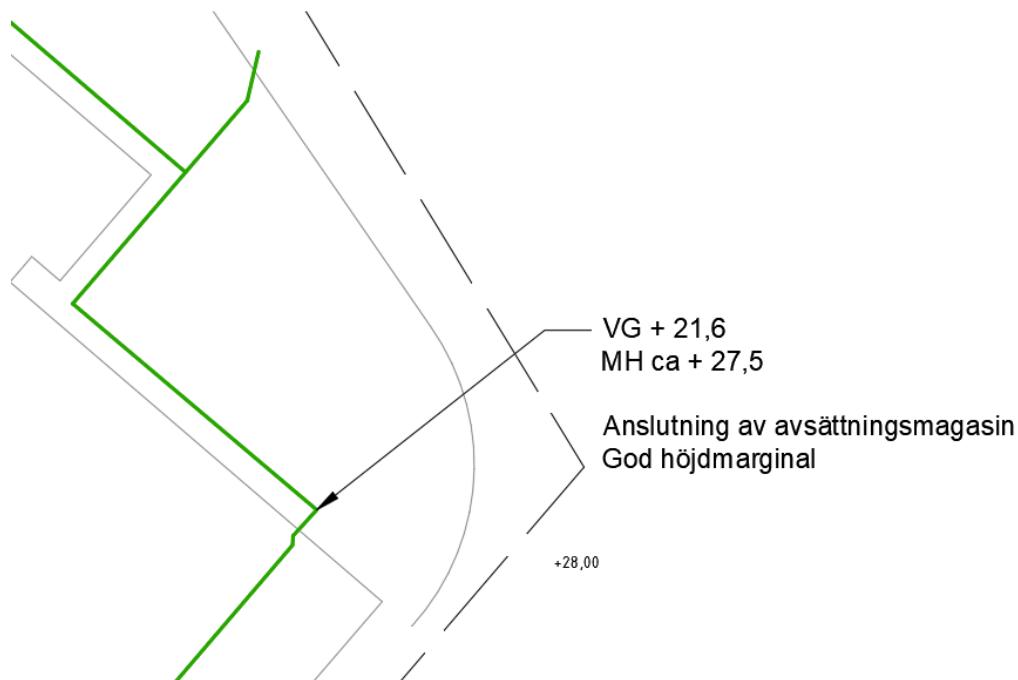 VG + 21,6
MH ca + 27,5
Anslutning av avsättningsmagasin
God höjdmarginal
+28,00